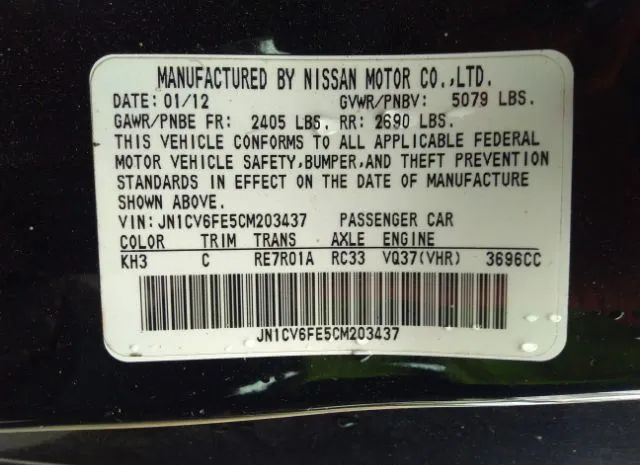 MANUFACTURED BY NISSAN MOTOR CO.,LTD.
DATE: 01/12 GVWR/PNBV: 5079 LBS.
GAWR/PNBE FR: 2405 LBS, RR: 2690 LBS.
THIS VEHICLE CONFORMS TO ALL APPLICABLE FEDERAL
MOTOR VEHICLE SAFETY,BUMPER,AND THEFT PREVENTION
STANDARDS IN EFFECT ON THE DATE OF MANUFACTURE
SHOWN ABOVE.
VIN:JN1CV6FE5CM203437 PASSENGER CAR
COLOR TRIM TRANS AXLE ENGINE
KH3 C RE7R01A RC33 VQ37(VHR) 3696CC
JN1CV6FE5CM203437